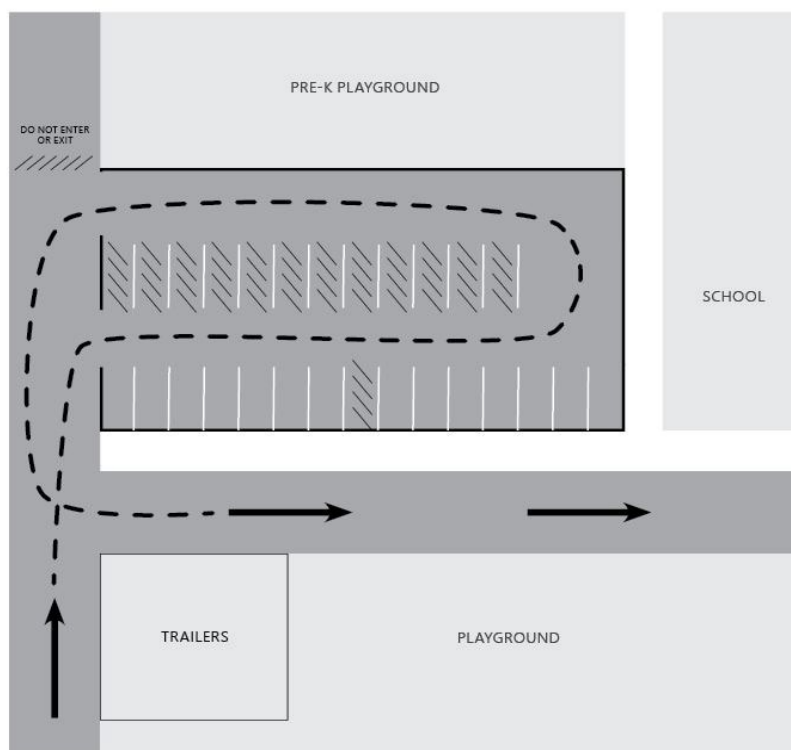 PRE-K PLAYGROUND
DO NOT ENTER
OR EXIT
SCHOOL
TRAILERS
PLAYGROUND